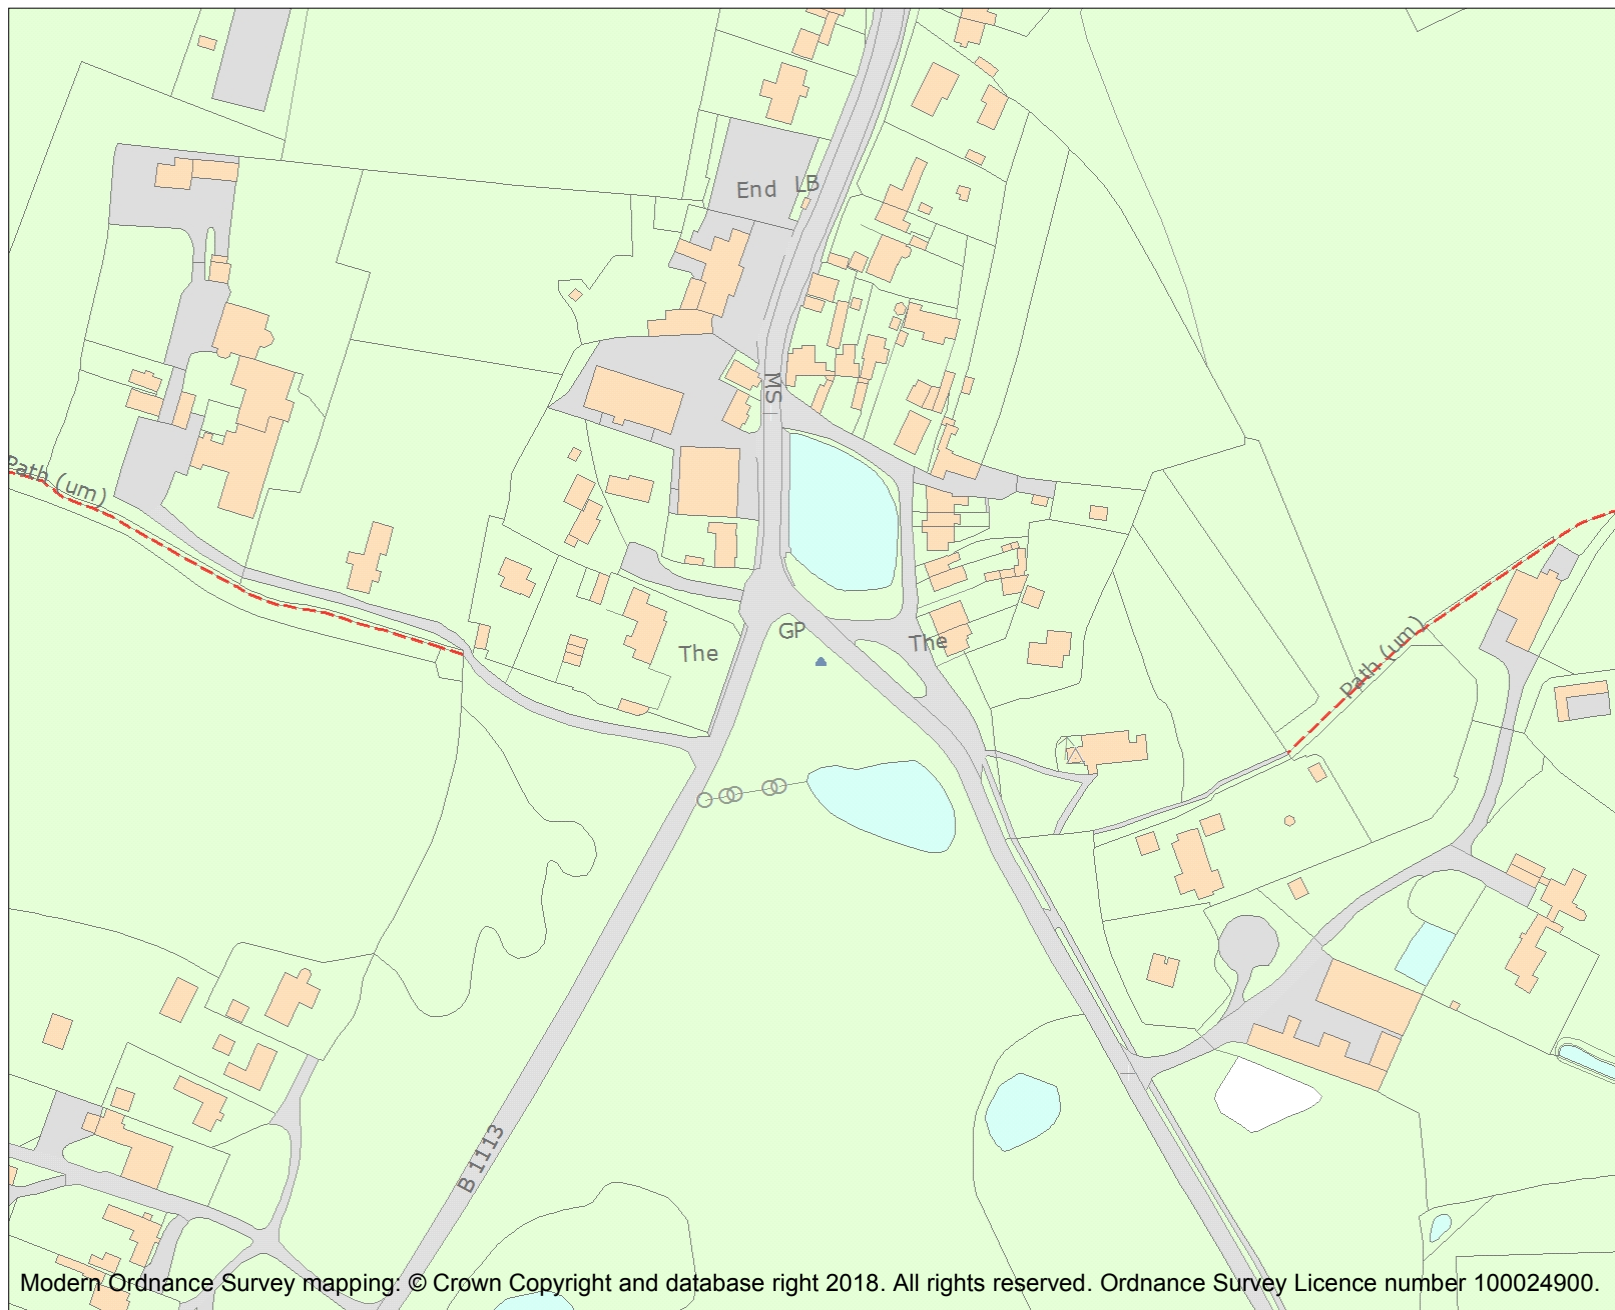 End LB
MS
Path (um)
GP
The
The
Path (um)
B 1113
Modern Ordnance Survey mapping: © Crown Copyright and database right 2018. All rights reserved. Ordnance Survey Licence number 100024900.